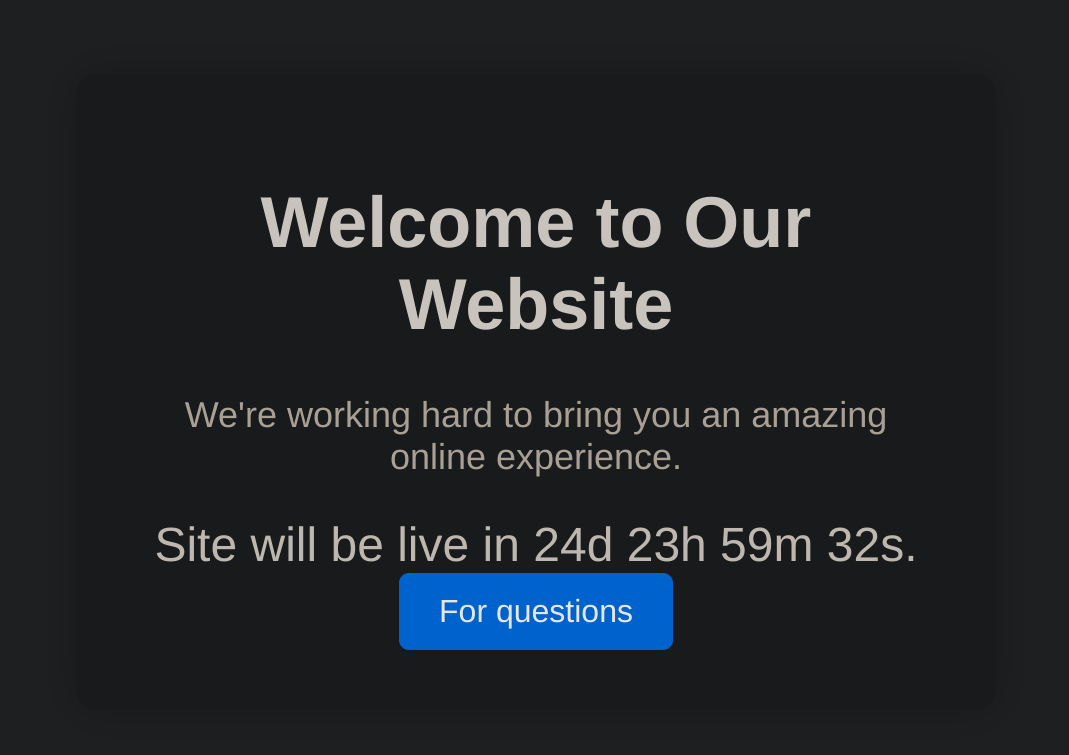 Welcome to Our
Website
We're working hard to bring you an amazing
online experience.
Site will be live in 24d 23h 59m 32s.
For questions